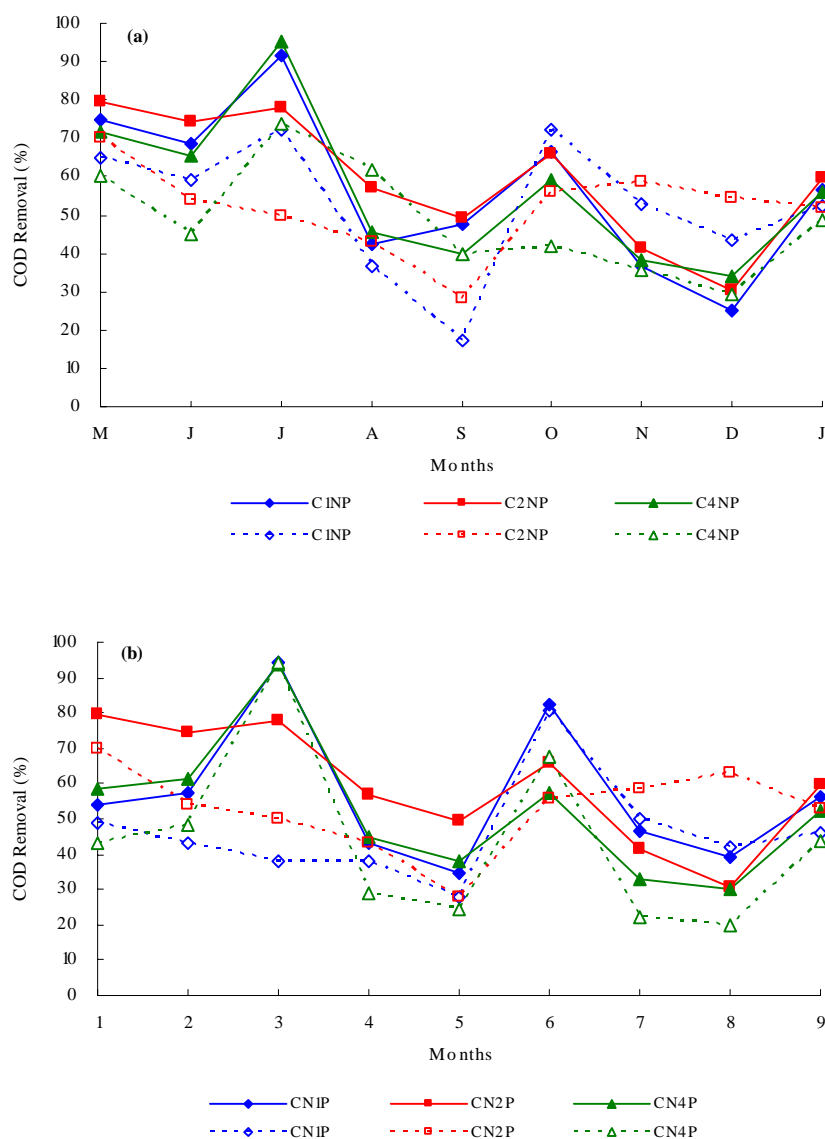 (a)
100
90
80
70
60
50
40
30
20
10
0
COD Removal (%)
M J J A S O N D J
Months
C1NP C2NP C4NP
C1NP C2NP C4NP
(b)
100
90
80
70
60
50
40
30
20
10
0
COD Removal (%)
1 2 3 4 5 6 7 8 9
Months
CN1P CN2P CN4P
CN1P CN2P CN4P